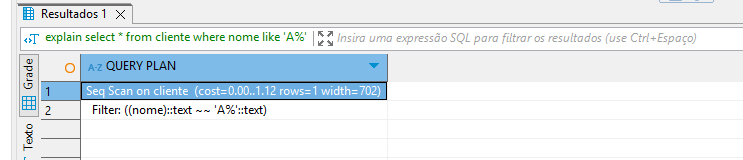 Resultados 1
explain select * from cliente where nome like 'A%'
Insira uma expressão SQL para filtrar os resultados (use Ctrl+Espaço)
Grade
Texto
A-Z QUERY PLAN
1 Seq Scan on cliente (cost=0.00..1.12 rows=1 width=702)
2 Filter: ((nome)::text ~~ 'A%'::text)